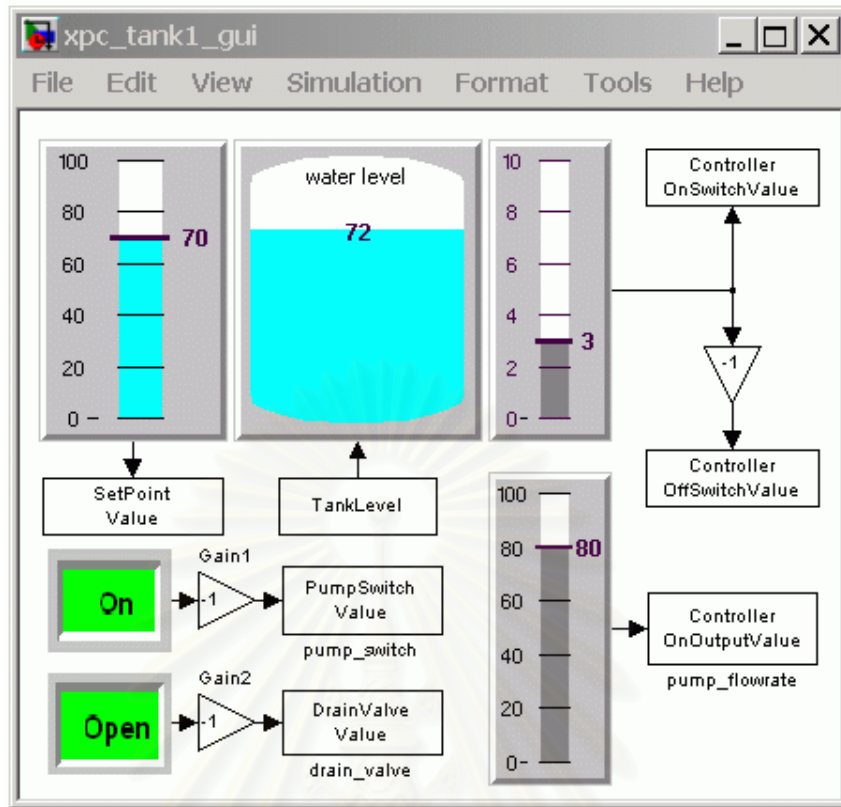 xpc_tank1_gui
File Edit View Simulation Format Tools Help
100
80
60
40
20
0
70
water level
72
10
8
6
4
2
0
3
Controller
OnSwitchValue
-1
Controller
OffSwitchValue
SetPoint
Value
TankLevel
On
Gain1
-1
PumpSwitch
Value
pump_switch
Open
Gain2
-1
DrainValve
Value
drain_valve
100
80
60
40
20
0
80
Controller
OnOutputValue
pump_flowrate